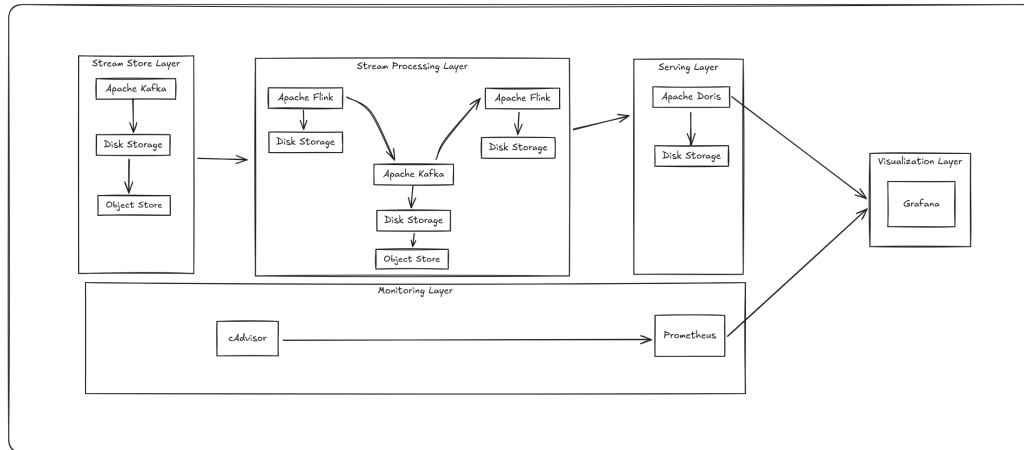 Stream Store Layer
Apache Kafka
Disk Storage
Object Store
Stream Processing Layer
Apache Flink
Disk Storage
Apache Kafka
Disk Storage
Object Store
Apache Flink
Disk Storage
Serving Layer
Apache Doris
Disk Storage
Visualization Layer
Grafana
Monitoring Layer
cAdvisor
Prometheus